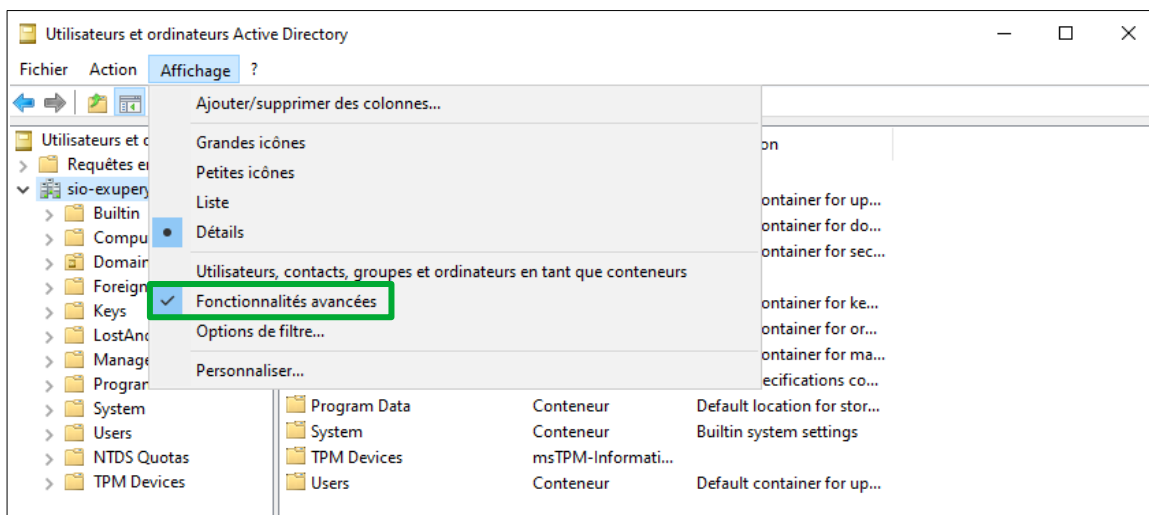 Utilisateurs et ordinateurs Active Directory
Fichier Action Affichage ?
Ajouter/supprimer des colonnes...
Utilisateurs et
Grandes icônes
Requêtes
Petites icônes
sio-exupery
Liste
ontainer for up...
Builtin
Détails
ontainer for do...
Compu
ontainer for sec...
Domain
Utilisateurs, contacts, groupes et ordinateurs en tant que conteneurs
Foreign
Fonctionnalités avancées
ontainer for ke...
Keys
Options de filtre...
ontainer for or...
LostAnd
ontainer for ma...
Manage
Personnaliser...
ecifications co...
Program
Program Data Conteneur Default location for stor...
System
System Conteneur Builtin system settings
Users
TPM Devices msTPM-Informati...
NTDS Quotas
Users Conteneur Default container for up...
TPM Devices